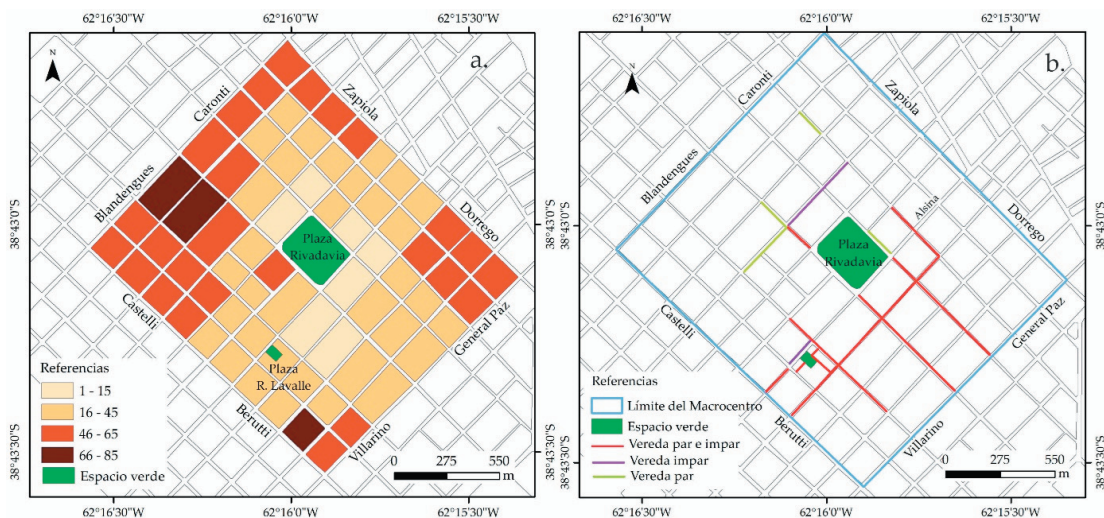 62°16'30"W
62°16'0"W
62°15'30"W
N
a.
Caronti
Zapiola
Blandengues
38°43'0"S
38°43'0"S
Plaza
Rivadavia
Dorrego
Castelli
General Paz
Referencias
1 - 15
16 - 45
46 - 65
66 - 85
Espacio verde
Plaza
R. Lavalle
Berutti
Villarino
38°43'30"S
38°43'30"S
0 275 550
m
62°16'30"W
62°16'0"W
62°15'30"W
62°16'30"W
62°16'0"W
62°15'30"W
N
b.
Caronti
Zapiola
Blandengues
38°43'0"S
38°43'0"S
Alsina
Plaza
Rivadavia
Dorrego
Castelli
General Paz
Referencias
Límite del Macrocentro
Espacio verde
Vereda par e impar
Vereda impar
Vereda par
Berutti
Villarino
38°43'30"S
38°43'30"S
0 275 550
m
62°16'30"W
62°16'0"W
62°15'30"W